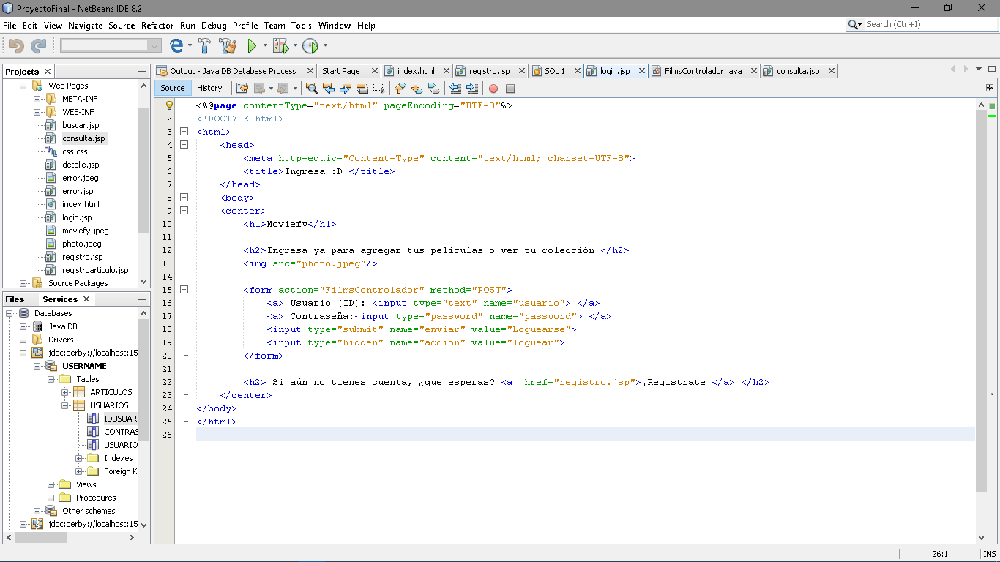 ProyectoFinal - NetBeans IDE 8.2
File Edit View Navigate Source Refactor Run Debug Profile Team Tools Window Help
Search (Ctrl+I)
Projects
Web Pages
META-INF
WEB-INF
buscar.jsp
consulta.jsp
css.css
detalle.jsp
error.jpeg
error.jsp
index.html
login.jsp
moviefy.jpeg
photo.jpeg
registro.jsp
registroarticulo.jsp
Source Packages
Files Services
Databases
Java DB
Drivers
jdbc:derby://localhost:15
USERNAME
Tables
ARTICULOS
USUARIOS
IDUSUAR
CONTRAS
USUARIO
Indexes
Foreign K
Views
Procedures
Other schemas
jdbc:derby://localhost:15
Output - Java DB Database Process Start Page index.html registro.jsp SQL 1 login.jsp FilmsControlador.java consulta.jsp
Source History
<%@page contentType="text/html" pageEncoding="UTF-8"%>
2 <!DOCTYPE html>
3 <html>
4 <head>
5 <meta http-equiv="Content-Type" content="text/html; charset=UTF-8">
6 <title>Ingresa :D </title>
7 </head>
8 <body>
9 <center>
10 <h1>Moviefy</h1>
11
12 <h2>Ingresa ya para agregar tus peliculas o ver tu colección </h2>
13 <img src="photo.jpeg"/>
14
15 <form action="FilmsControlador" method="POST">
16 <a> Usuario (ID): <input type="text" name="usuario"> </a>
17 <a> Contraseña:<input type="password" name="password"> </a>
18 <input type="submit" name="enviar" value="Loguearse">
19 <input type="hidden" name="accion" value="loguear">
20 </form>
21
22 <h2> Si aún no tienes cuenta, ¿que esperas? <a  href="registro.jsp">¡Registrate!</a> </h2>
23 </center>
24 </body>
25 </html>
26
26:1 INS